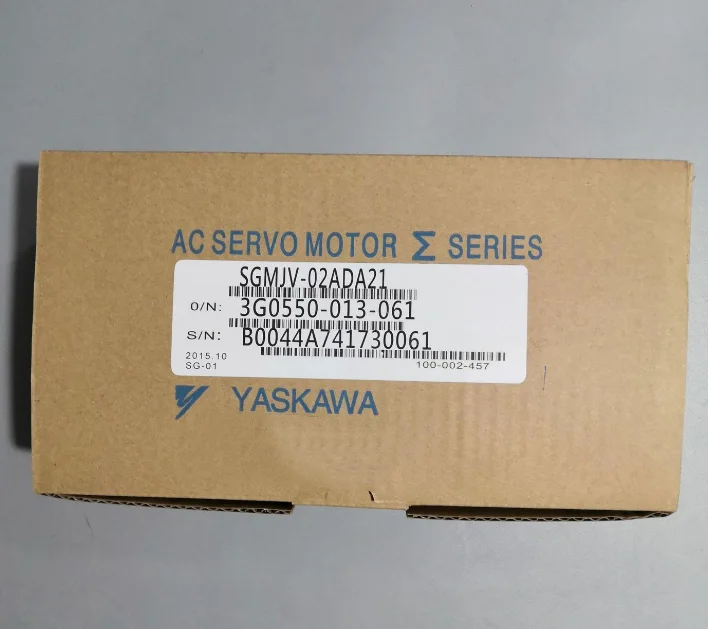 AC SERVO MOTOR Σ SERIES
SGMJV-02ADA21
O/N: 3G0550-013-061
S/N: B0044A741730061
2015.10
SG-01 100-002-457
YASKAWA